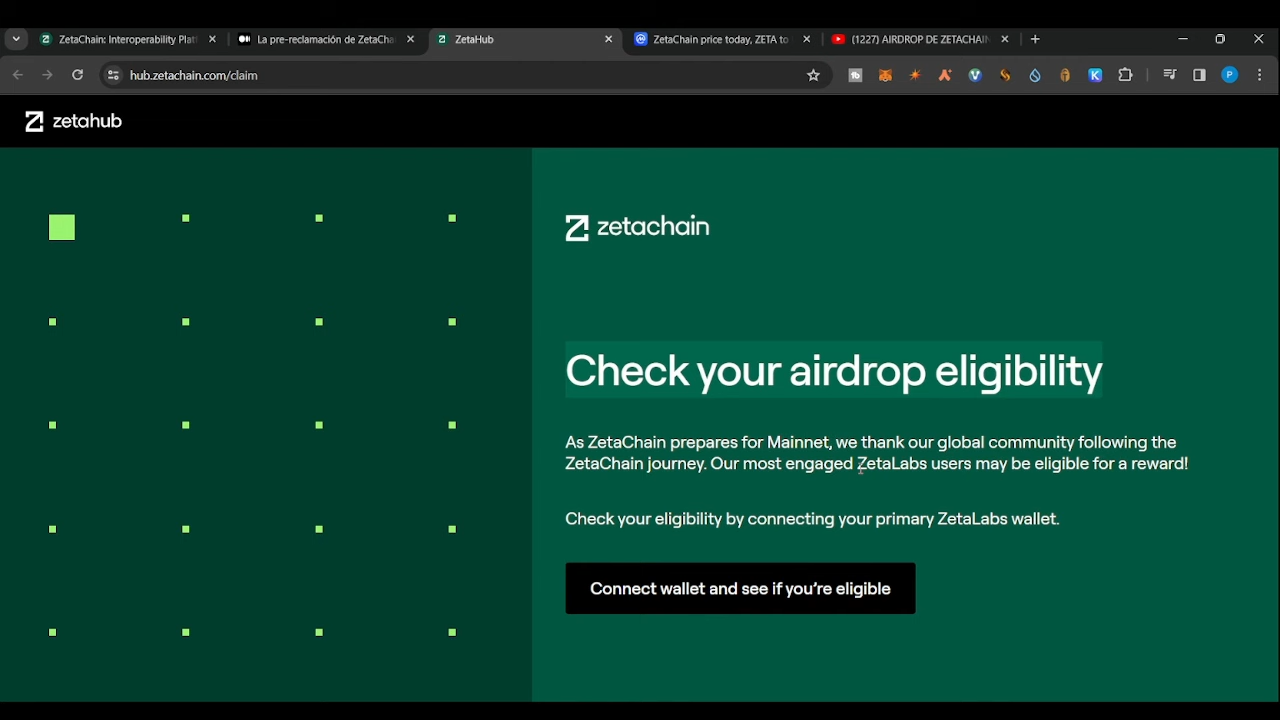 ZetaChain: Interoperability Plat
La pre-reclamación de ZetaCha
ZetaHub
ZetaChain price today, ZETA to
(1227) AIRDROP DE ZETACHAIN
hub.zetachain.com/claim
P
zetahub
zetachain
Check your airdrop eligibility
As ZetaChain prepares for Mainnet, we thank our global community following the
ZetaChain journey. Our most engaged ZetaLabs users may be eligible for a reward!
Check your eligibility by connecting your primary ZetaLabs wallet.
Connect wallet and see if you're eligible